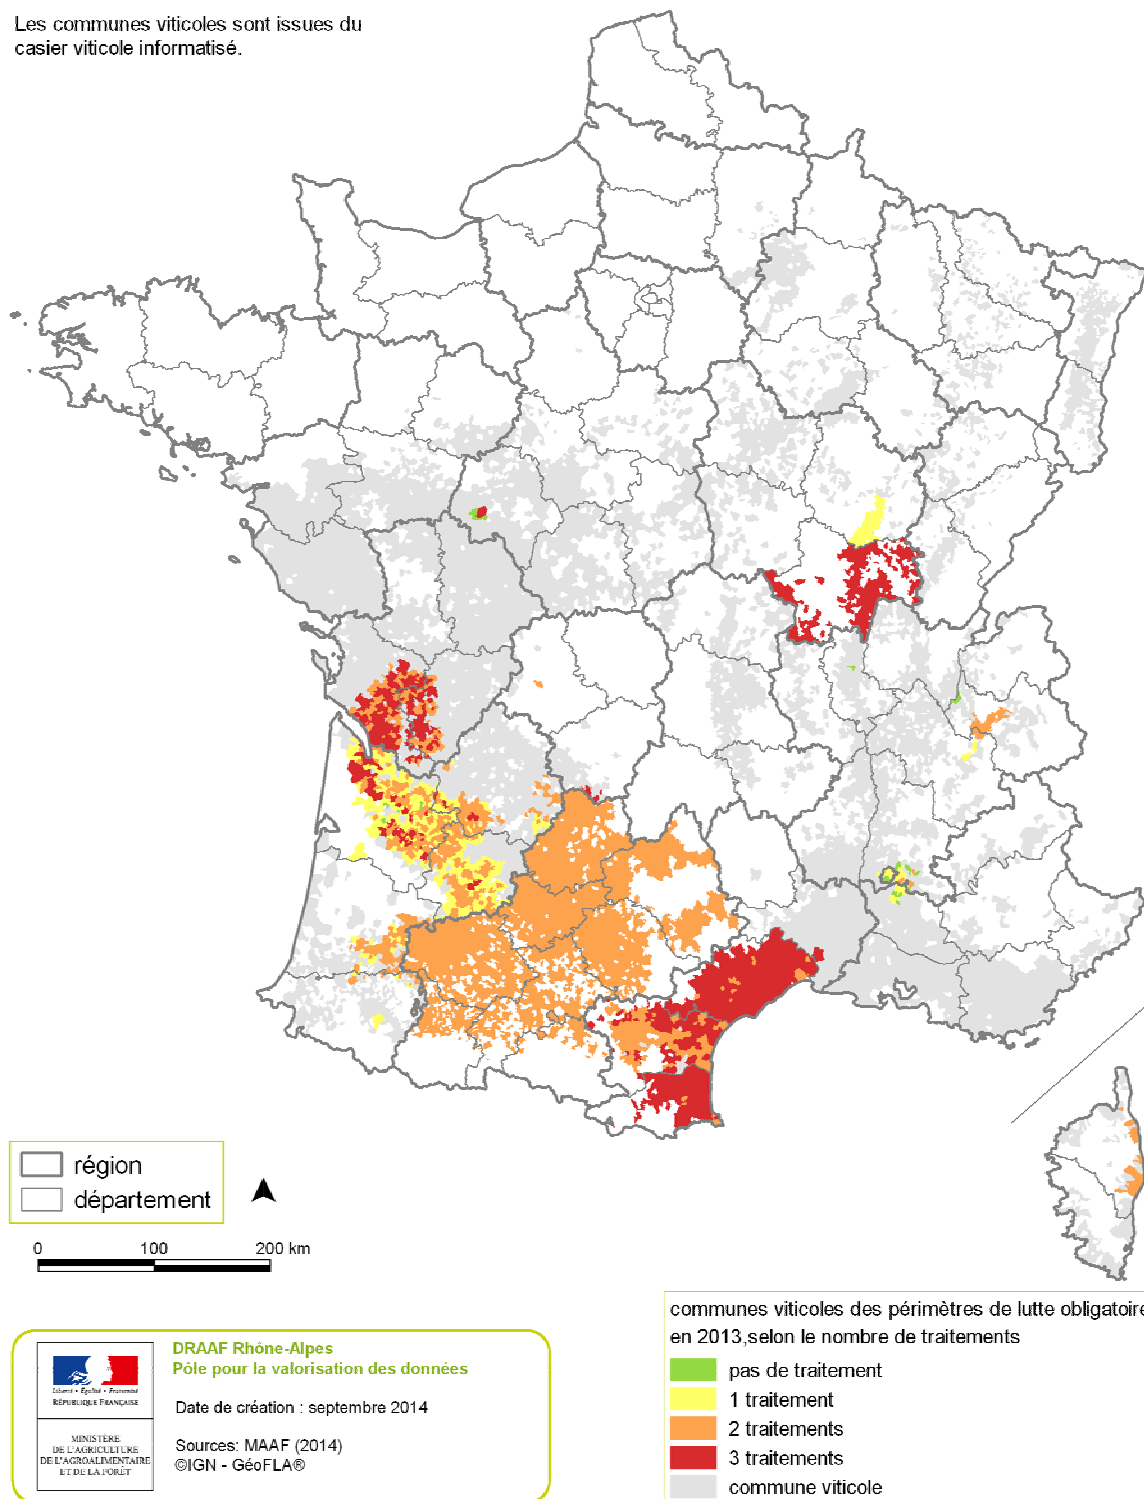 Les communes viticoles sont issues du
casier viticole informatisé.
région
département
0 100 200 km
DRAAF Rhône-Alpes
Pôle pour la valorisation des données
Date de création : septembre 2014
Sources: MAAF (2014)
©IGN - GéoFLA®
Liberté • Égalité • Fraternité
RÉPUBLIQUE FRANÇAISE
MINISTÈRE
DE L'AGRICULTURE
DE L'AGROALIMENTAIRE
ET DE LA FORÊT
communes viticoles des périmètres de lutte obligatoire
en 2013,selon le nombre de traitements
pas de traitement
1 traitement
2 traitements
3 traitements
commune viticole